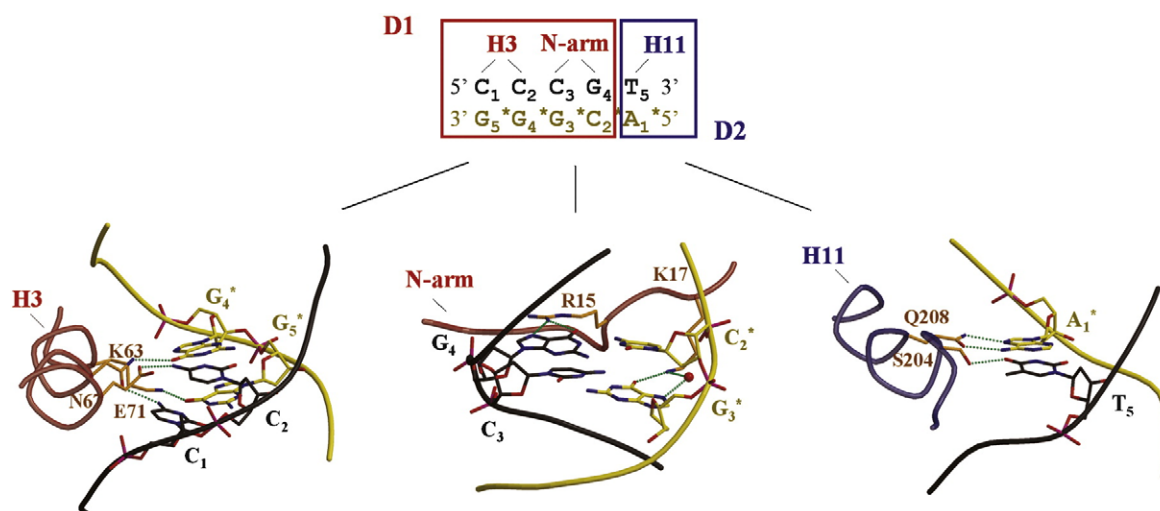 D1
H3 N-arm H11
5’ C1 C2 C3 G4 T5 3’
3’ G5* G4* G3* C2* A1* 5’
D2
H3
G4*
G5*
K63
N67
E71
C2
C1
N-arm
K17
R15
G4
C2*
G3*
C3
H11
Q208
A1*
S204
T5